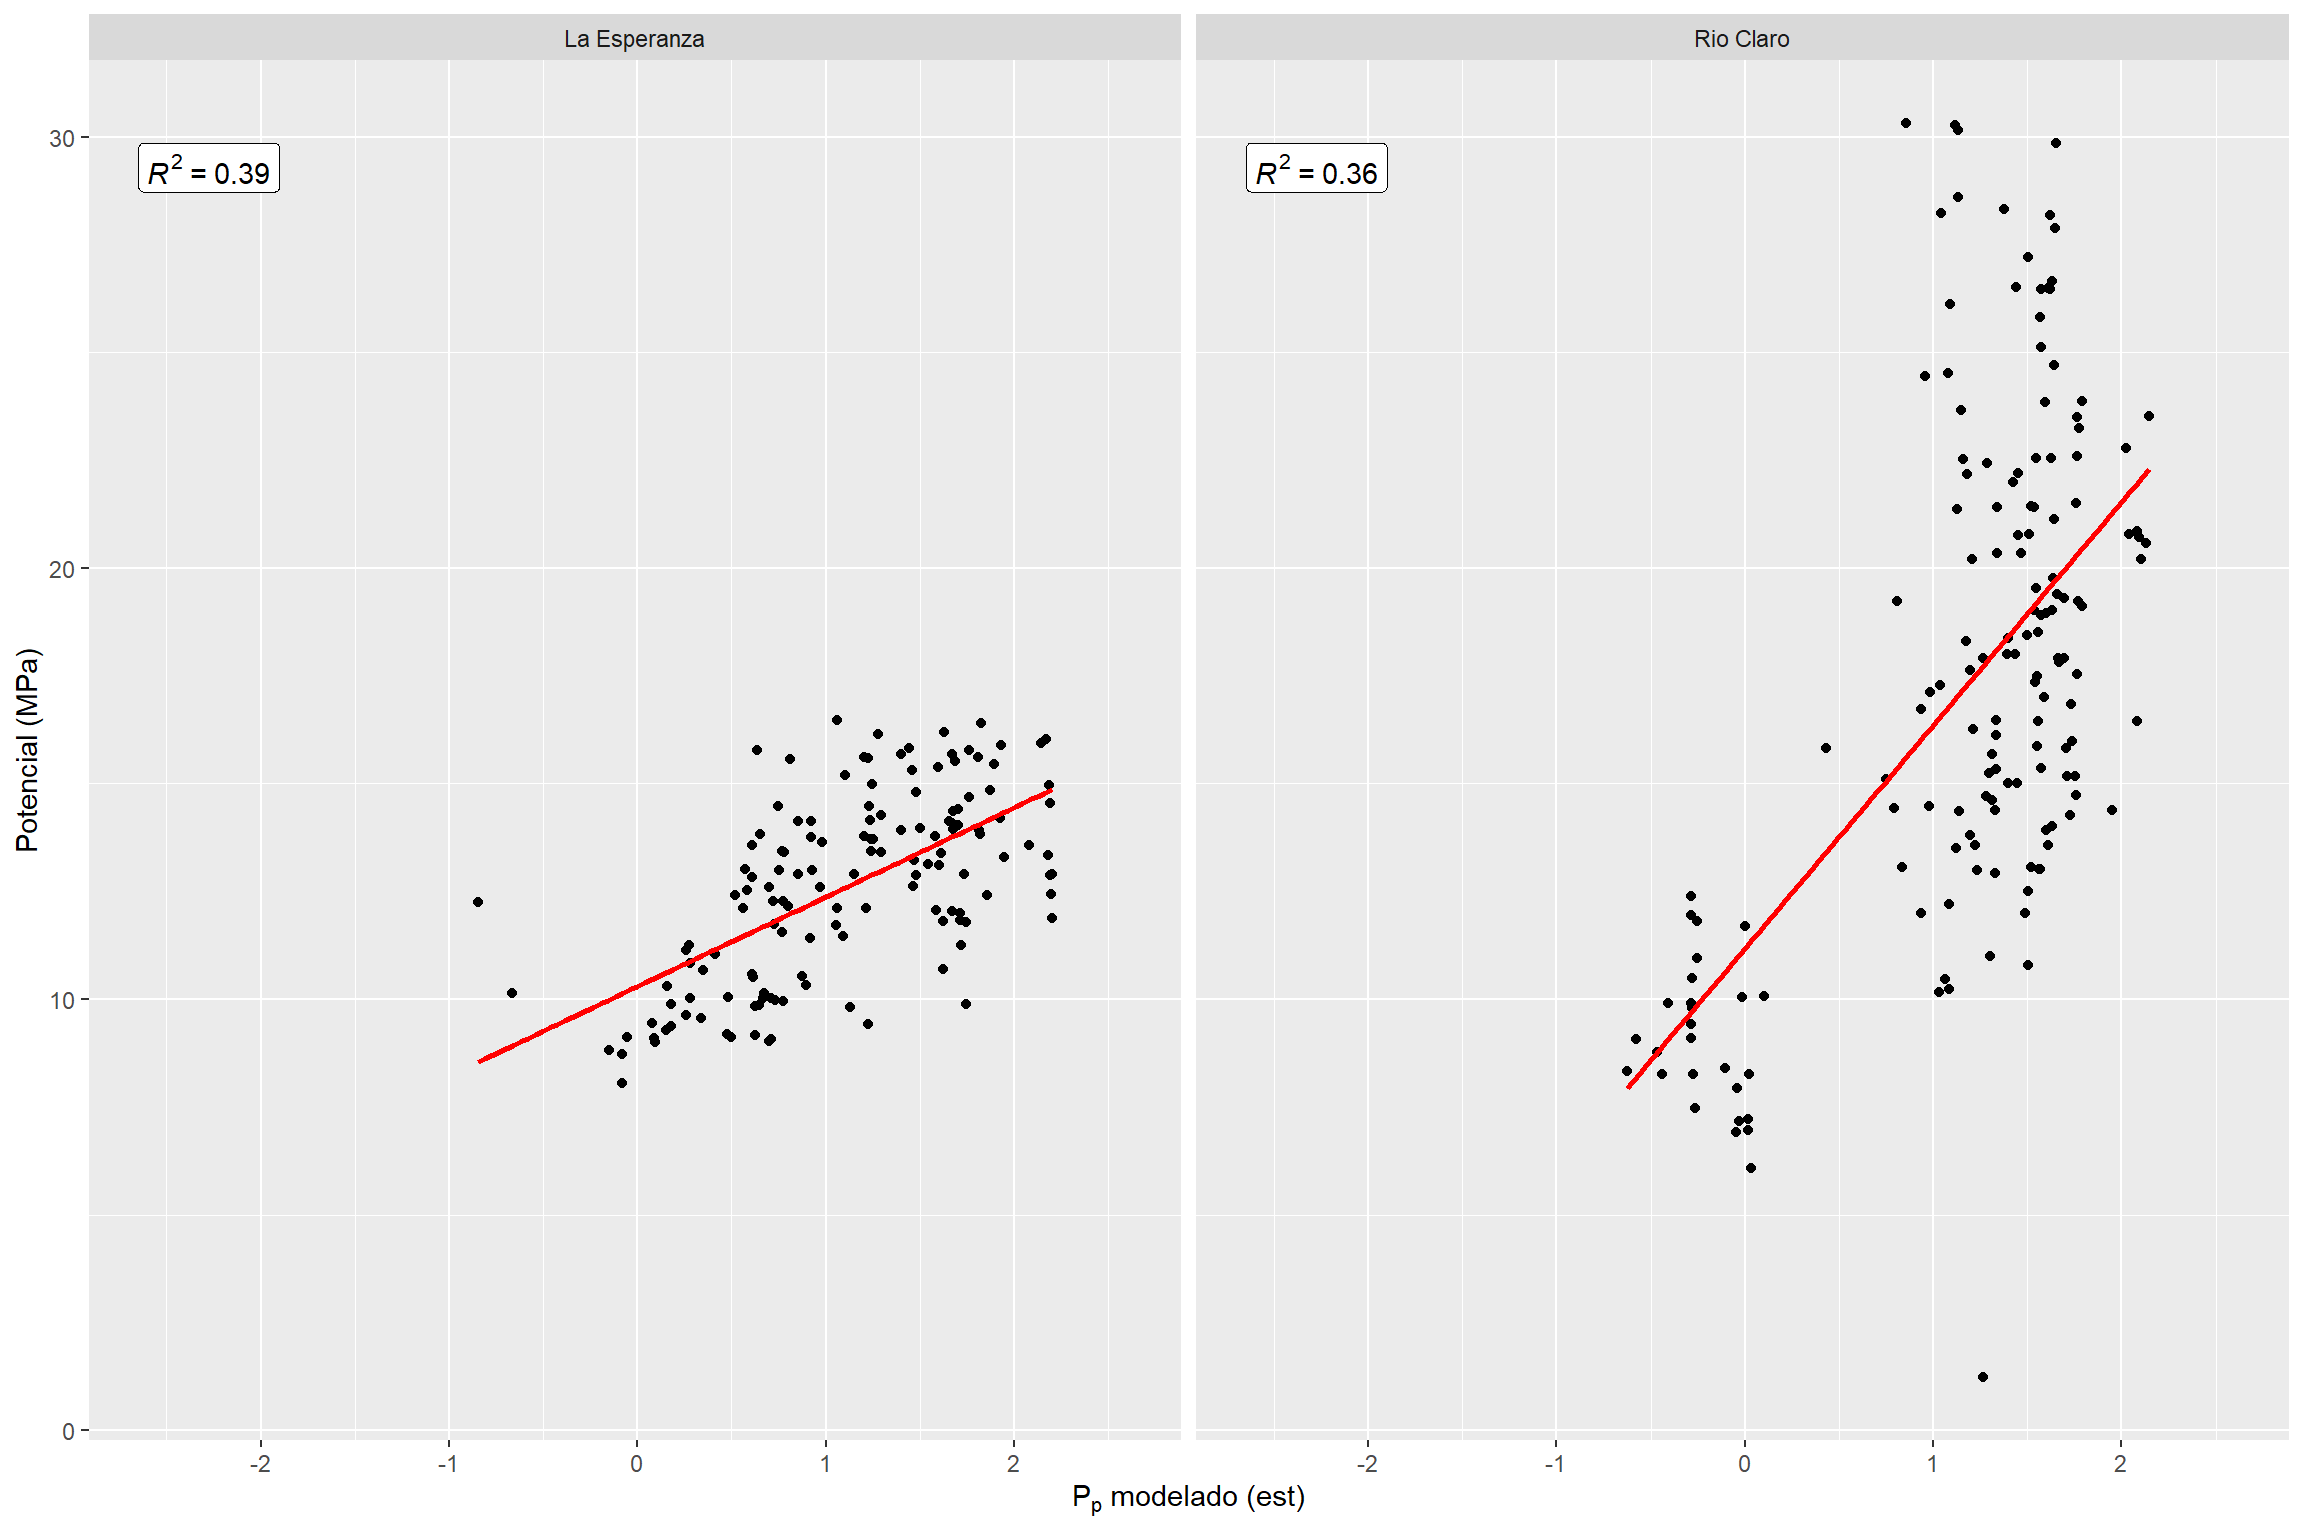 La Esperanza
Rio Claro
R² = 0.39
R² = 0.36
30
20
10
0
Potencial (MPa)
-2 -1 0 1 2
-2 -1 0 1 2
Pₚ modelado (est)